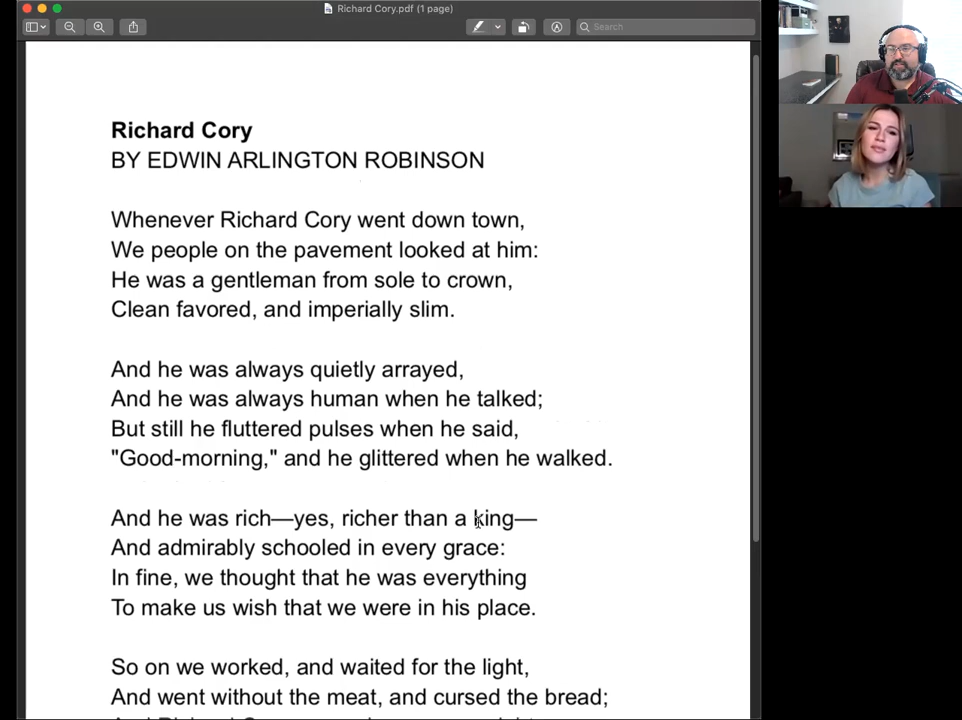 Richard Cory.pdf (1 page)
Search
Richard Cory
BY EDWIN ARLINGTON ROBINSON
Whenever Richard Cory went down town,
We people on the pavement looked at him:
He was a gentleman from sole to crown,
Clean favored, and imperially slim.
And he was always quietly arrayed,
And he was always human when he talked;
But still he fluttered pulses when he said,
"Good-morning," and he glittered when he walked.
And he was rich—yes, richer than a king—
And admirably schooled in every grace:
In fine, we thought that he was everything
To make us wish that we were in his place.
So on we worked, and waited for the light,
And went without the meat, and cursed the bread;